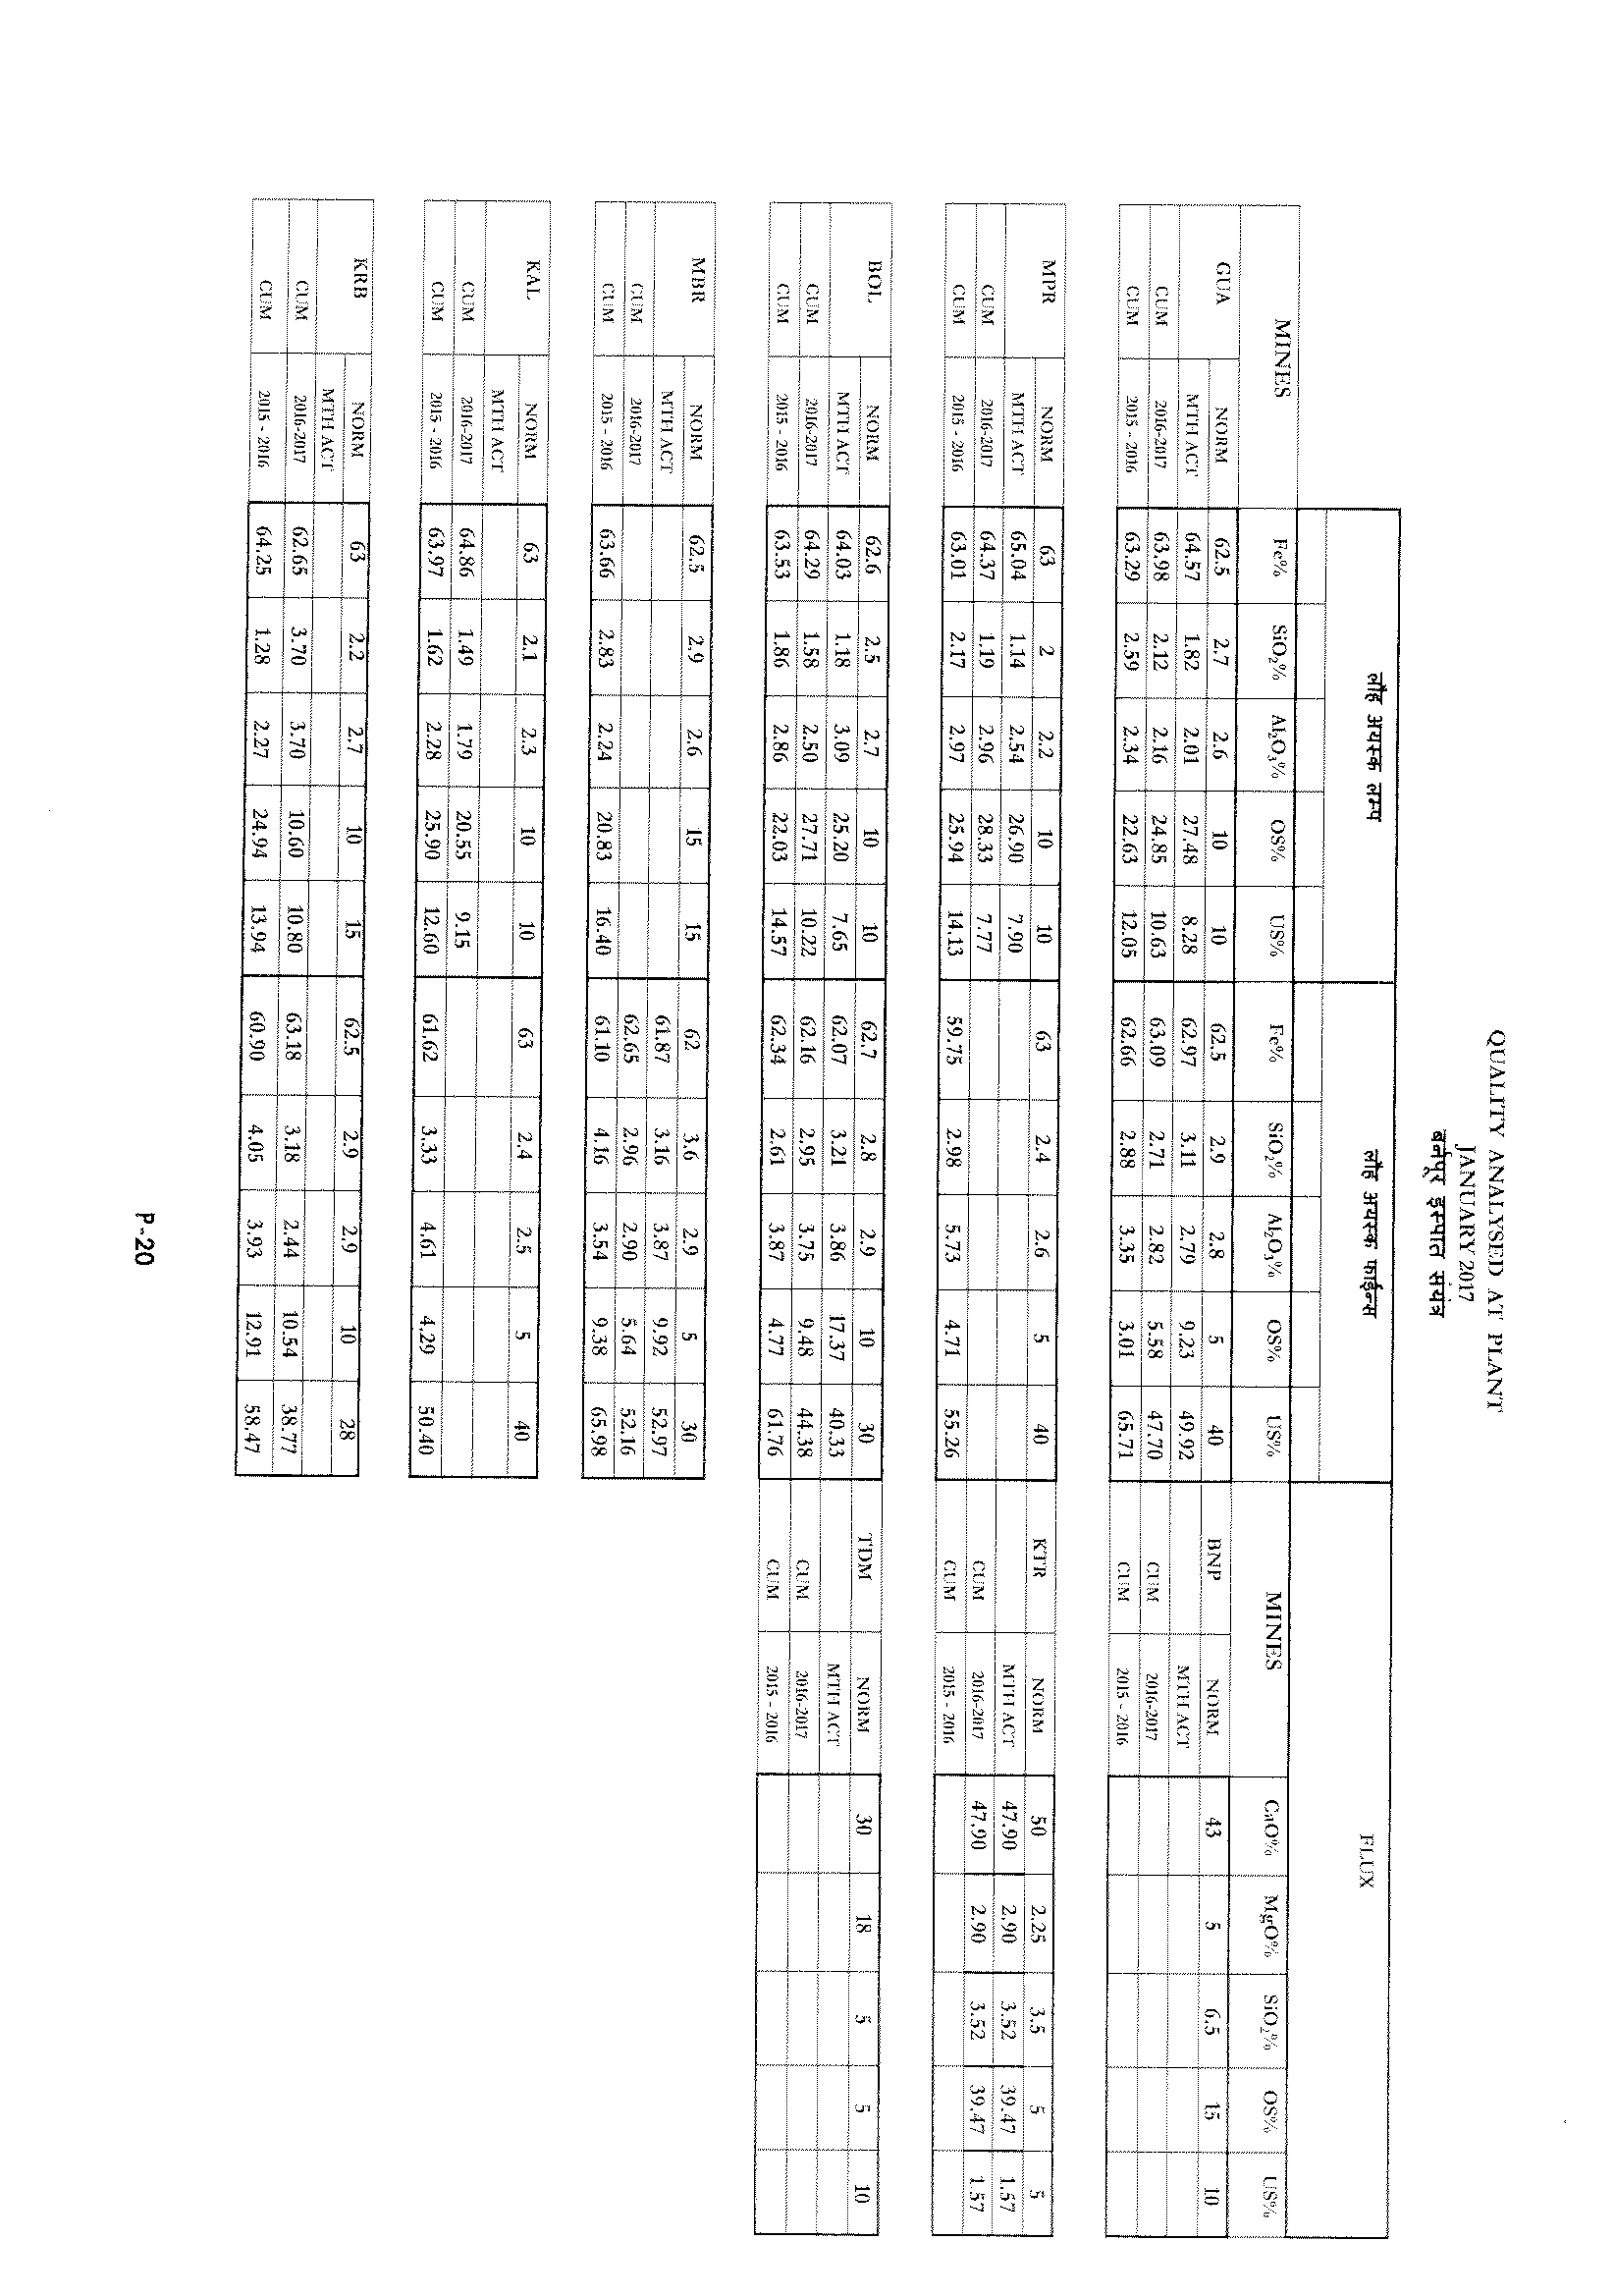 QUALITY ANALYSED AT PLANT
JANUARY 2017
बर्नपूर इस्पात संयंत्र
लौह अयस्क लम्प लौह अयस्क फाईन्स FLUX
MINES Fe% SiO₂% Al₂O₃% OS% US% Fe% SiO₂% Al₂O₃% OS% US% MINES CaO% MgO% SiO₂% OS% US%
GUA NORM 62.5 2.7 2.6 10 10 62.5 2.9 2.8 5 40 BNP NORM 43 5 6.5 15 10
MTH ACT 64.57 1.82 2.01 27.48 8.28 62.97 3.11 2.79 9.23 49.92 MTH ACT
CUM 2016-2017 63.98 2.12 2.16 24.85 10.63 63.09 2.71 2.82 5.58 47.70 CUM 2016-2017
CUM 2015 - 2016 63.29 2.59 2.34 22.63 12.05 62.66 2.88 3.35 3.01 65.71 CUM 2015 - 2016
MPR NORM 63 2 2.2 10 10 63 2.4 2.6 5 40 KTR NORM 50 2.25 3.5 5 5
MTH ACT 65.04 1.14 2.54 26.90 7.90 MTH ACT 47.90 2.90 3.52 39.47 1.57
CUM 2016-2017 64.37 1.19 2.96 28.33 7.77 CUM 2016-2017 47.90 2.90 3.52 39.47 1.57
CUM 2015 - 2016 63.01 2.17 2.97 25.94 14.13 59.75 2.98 5.73 4.71 55.26 CUM 2015 - 2016
BOL NORM 62.6 2.5 2.7 10 10 62.7 2.8 2.9 10 30 TDM NORM 30 18 5 5 10
MTH ACT 64.03 1.18 3.09 25.20 7.65 62.07 3.21 3.86 17.37 40.33 MTH ACT
CUM 2016-2017 64.29 1.58 2.50 27.71 10.22 62.16 2.95 3.75 9.48 44.38 CUM 2016-2017
CUM 2015 - 2016 63.53 1.86 2.86 22.03 14.57 62.34 2.61 3.87 4.77 61.76 CUM 2015 - 2016
MBR NORM 62.5 2.9 2.6 15 15 62 3.6 2.9 5 30
MTH ACT 61.87 3.16 3.87 9.92 52.97
CUM 2016-2017 62.65 2.96 2.90 5.64 52.16
CUM 2015 - 2016 63.66 2.83 2.24 20.83 16.40 61.10 4.16 3.54 9.38 65.98
KAL NORM 63 2.1 2.3 10 10 63 2.4 2.5 5 40
MTH ACT
CUM 2016-2017 64.86 1.49 1.79 20.55 9.15
CUM 2015 - 2016 63.97 1.62 2.28 25.90 12.60 61.62 3.33 4.61 4.29 50.40
KRB NORM 63 2.2 2.7 10 15 62.5 2.9 2.9 10 28
MTH ACT
CUM 2016-2017 62.65 3.70 3.70 10.60 10.80 63.18 3.18 2.44 10.54 38.77
CUM 2015 - 2016 64.25 1.28 2.27 24.94 13.94 60.90 4.05 3.93 12.91 58.47
P-20